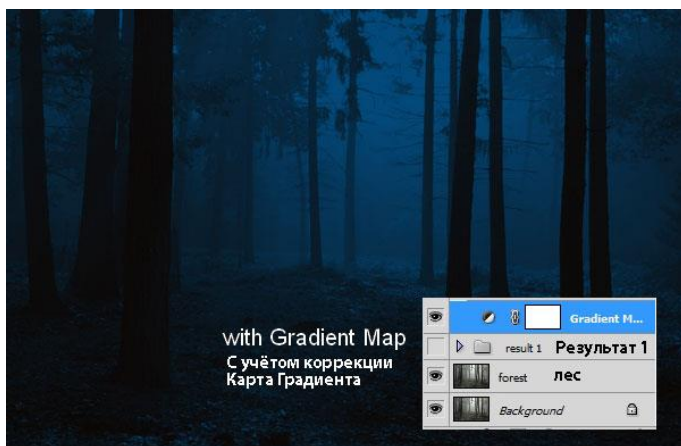 with Gradient Map
С учётом коррекции
Карта Градиента
Gradient M...
result 1 Результат 1
forest лес
Background